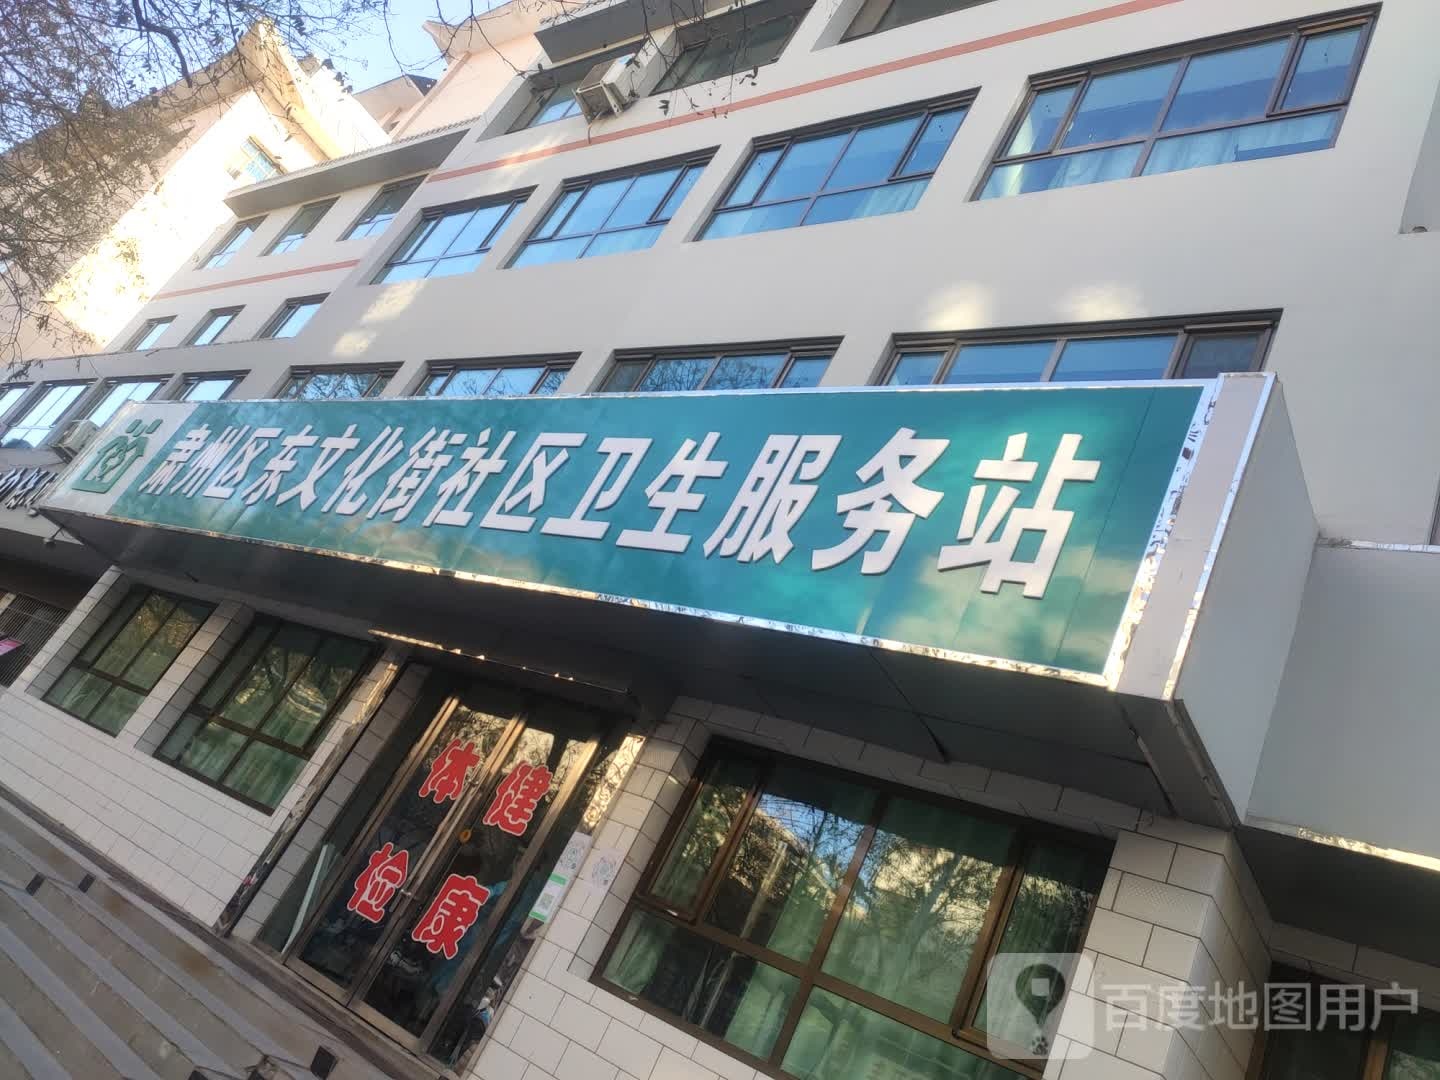 肃州区东文化街社区卫生服务站
体健
检康
百度地图用户